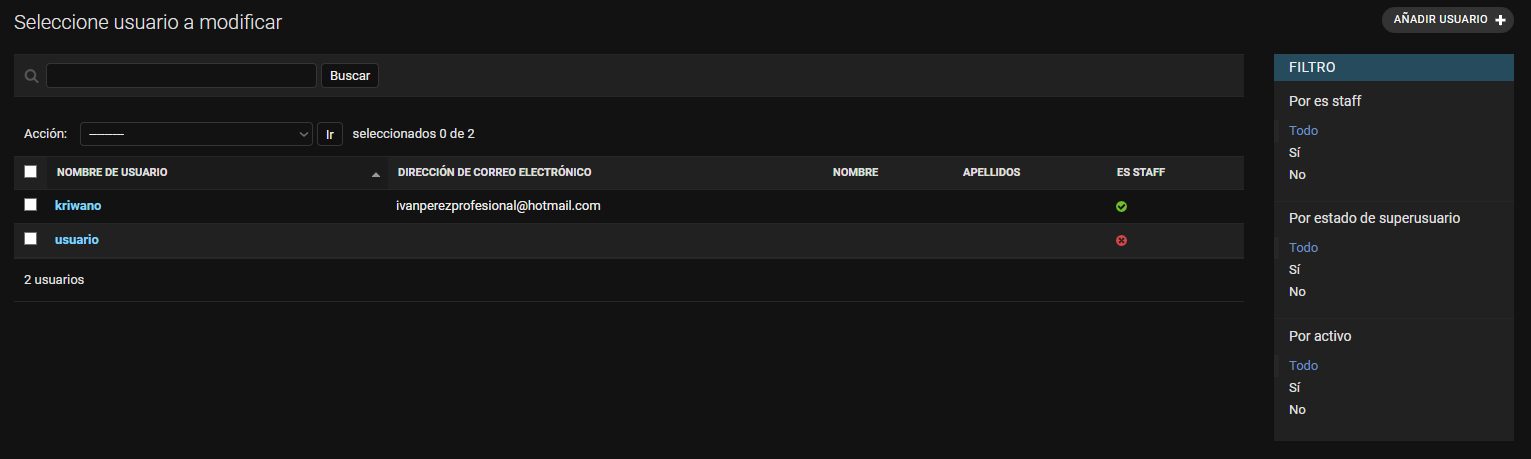 Seleccione usuario a modificar
AÑADIR USUARIO +
Buscar
Acción: --------- Ir seleccionados 0 de 2
NOMBRE DE USUARIO DIRECCIÓN DE CORREO ELECTRÓNICO NOMBRE APELLIDOS ES STAFF
kriwano ivanperezprofesional@hotmail.com
usuario
2 usuarios
FILTRO
Por es staff
Todo
Sí
No
Por estado de superusuario
Todo
Sí
No
Por activo
Todo
Sí
No